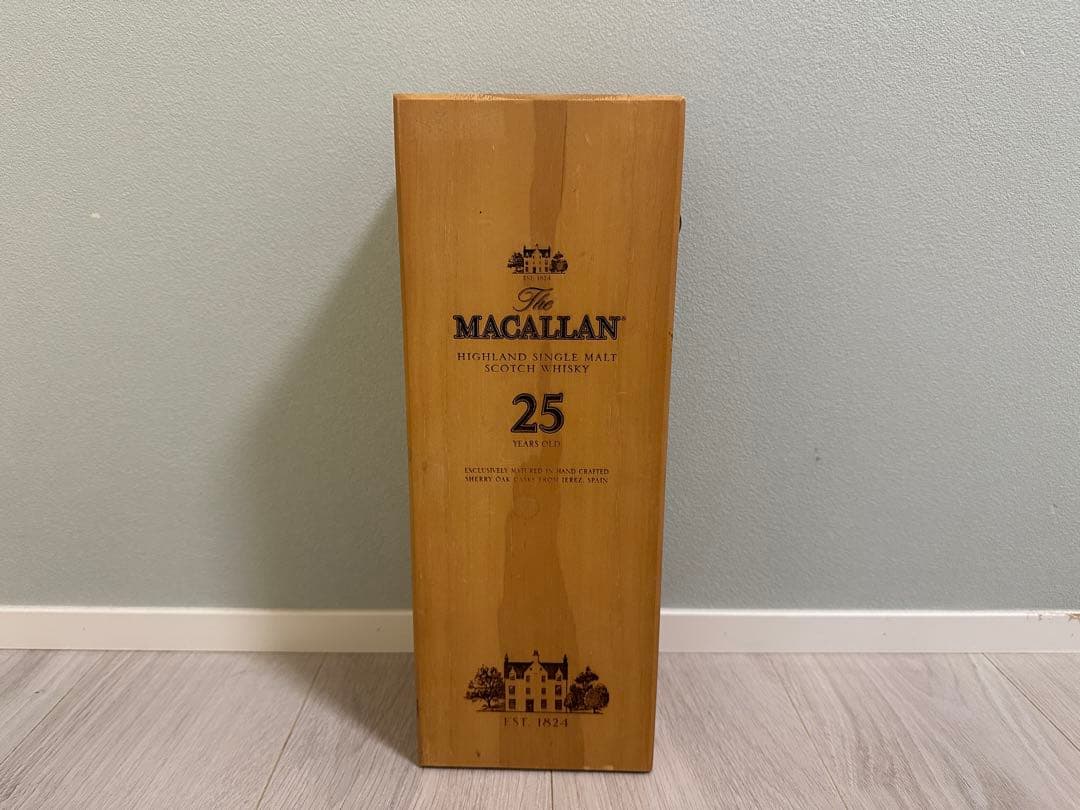 EST. 1824
The
MACALLAN®
HIGHLAND SINGLE MALT
SCOTCH WHISKY
25
YEARS OLD
EXCLUSIVELY MATURED IN HAND CRAFTED
SHERRY OAK CASKS FROM JEREZ, SPAIN
EST. 1824